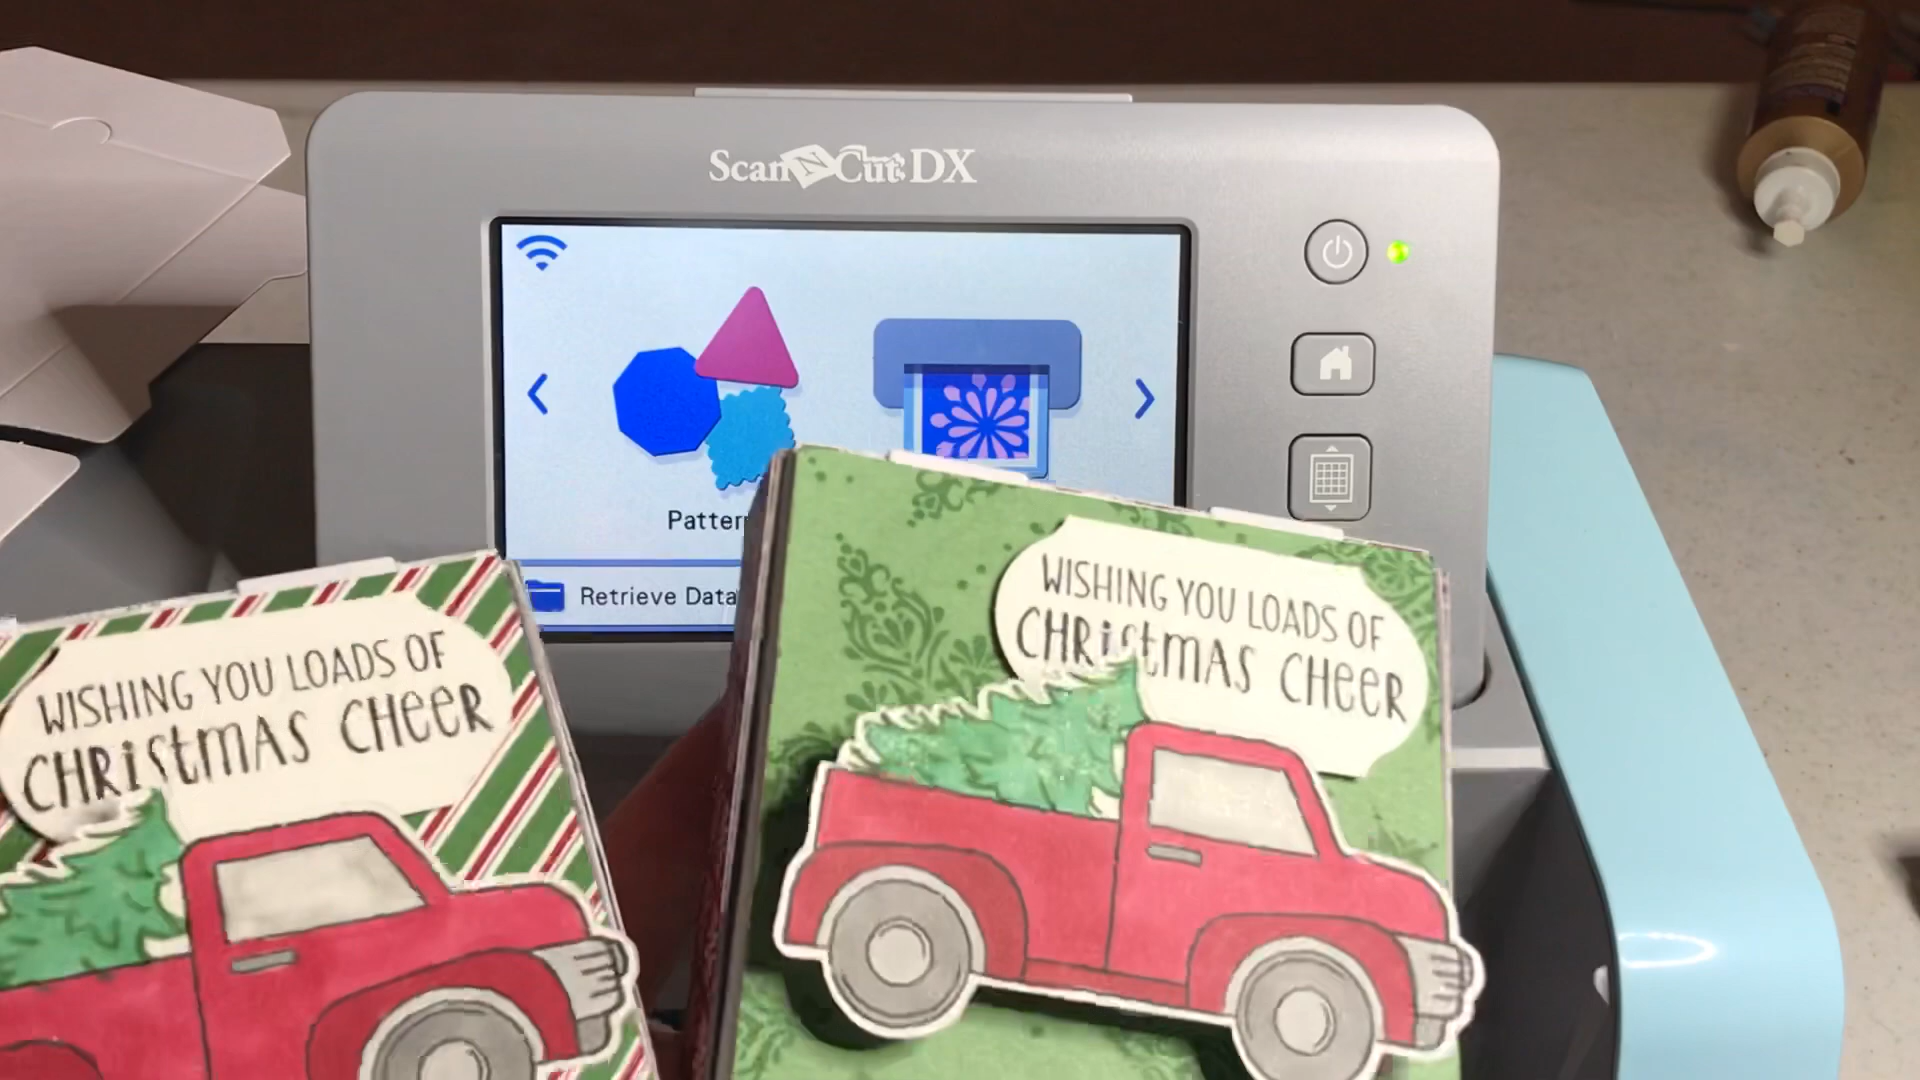 ScanNCut DX
Pattern
Retrieve Data
WISHING YOU LOADS OF
CHRiStMAS CHEER
WISHING YOU LOADS OF
CHRiStMAS CHEER